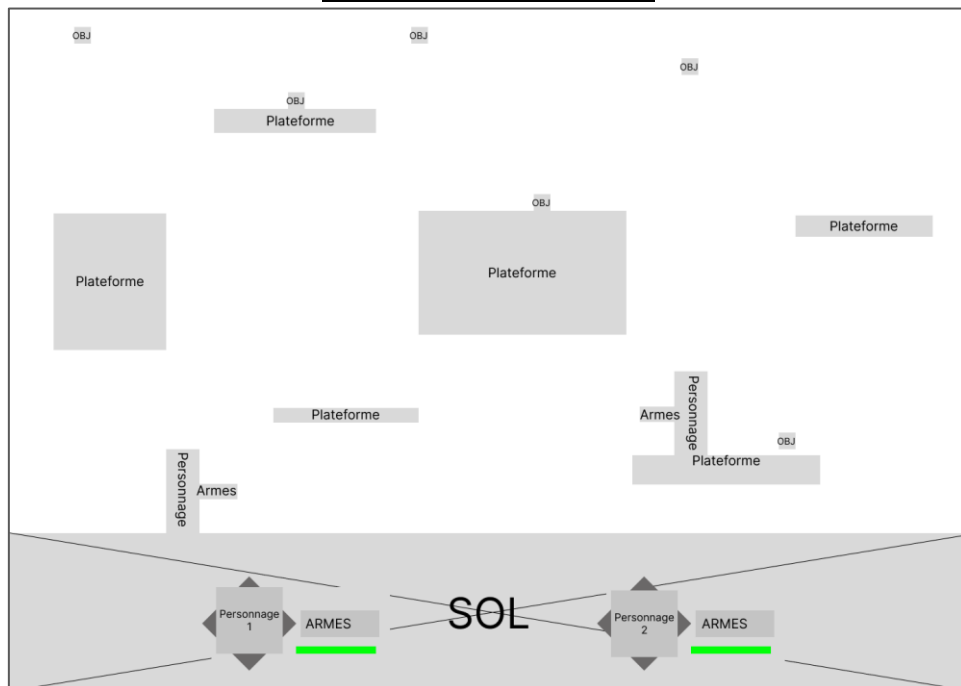 OBJ
OBJ
OBJ
OBJ
Plateforme
OBJ
Plateforme
Plateforme
Plateforme
Plateforme
Personnage
Armes
Plateforme
OBJ
Personnage
Armes
SOL
Personnage
1
ARMES
Personnage
2
ARMES